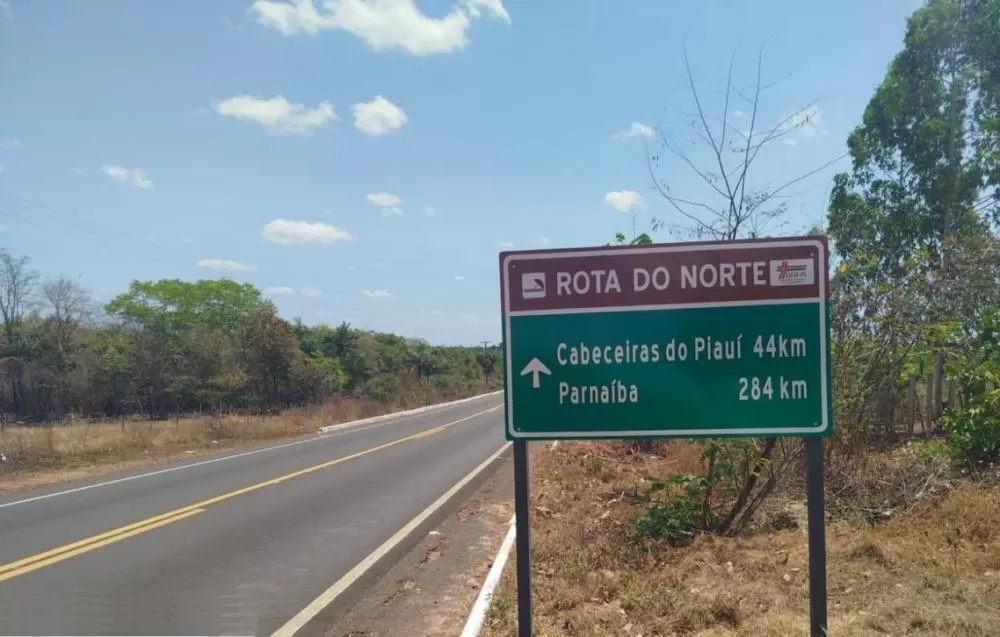 ROTA DO NORTE
Cabeceiras do Piauí 44km
Parnaíba 284 km